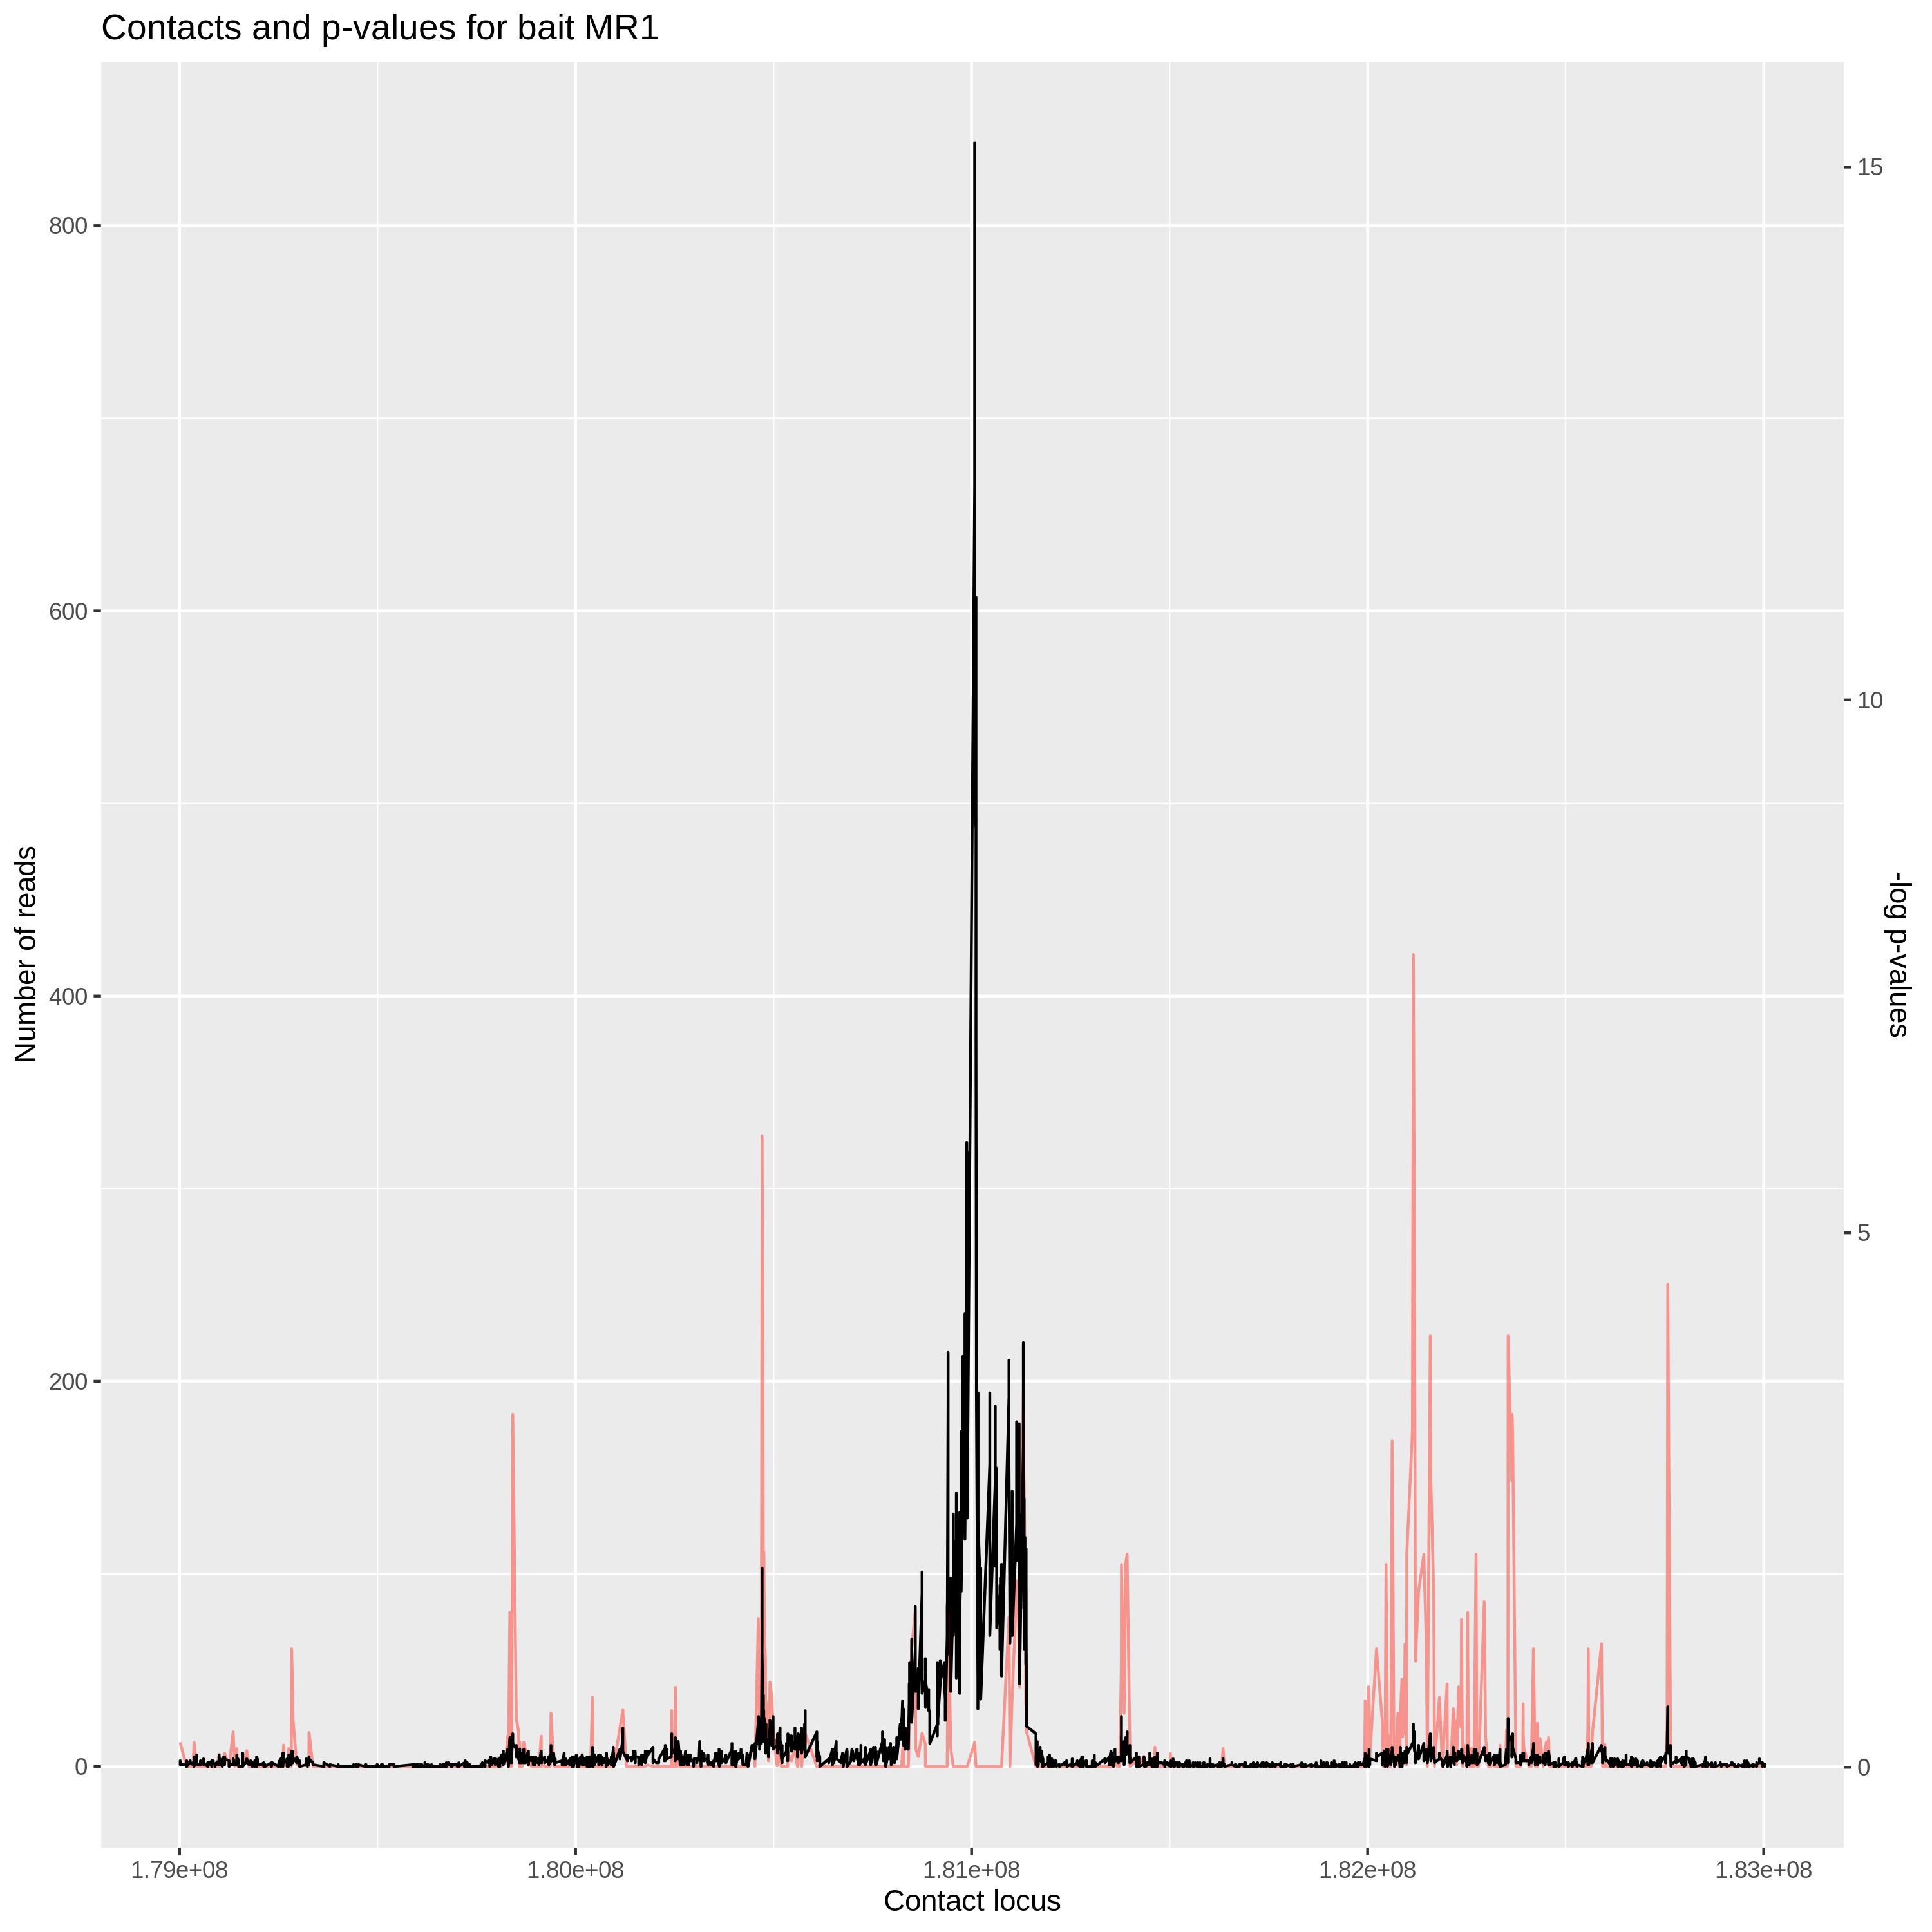 Contacts and p-values for bait MR1
15
800
600
10
Number of reads
-log p-values
400
5
200
0
0
1.79e+08
1.80e+08
1.81e+08
1.82e+08
1.83e+08
Contact locus